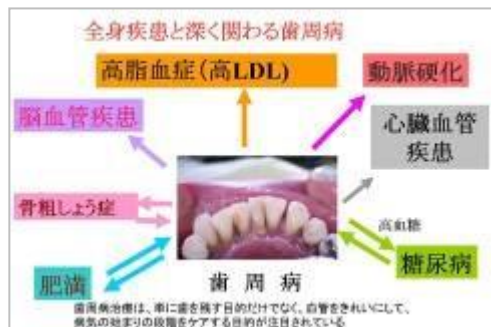 全身疾患と深く関わる歯周病
高脂血症(高LDL)
動脈硬化
脳血管疾患
心臓血管
疾患
骨粗しょう症
高血糖
肥満
糖尿病
歯周病
歯周病治療は、単に歯を残す目的だけでなく、血管をきれいにして、
病気の始まりの段階をケアする目的が注目されている。